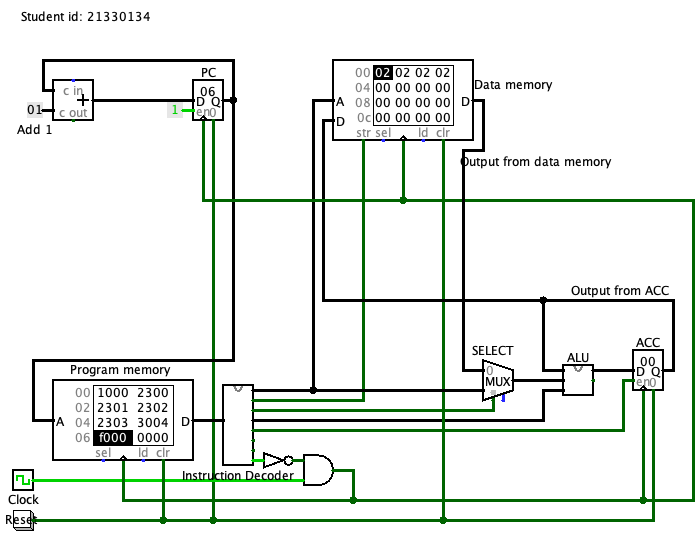 Student id: 21330134
PC
c in
+
c out
01
Add 1
06
D Q
en 0
1
00 02 02 02 02
04 00 00 00 00
08 00 00 00 00
0c 00 00 00 00
A
D
D
str sel ld clr
Data memory
Output from data memory
Output from ACC
SELECT
0
MUX
ALU
ACC
00
D Q
en 0
Program memory
00 1000 2300
02 2301 2302
04 2303 3004
06 f000 0000
A
D
sel ld clr
Instruction Decoder
Clock
Reset